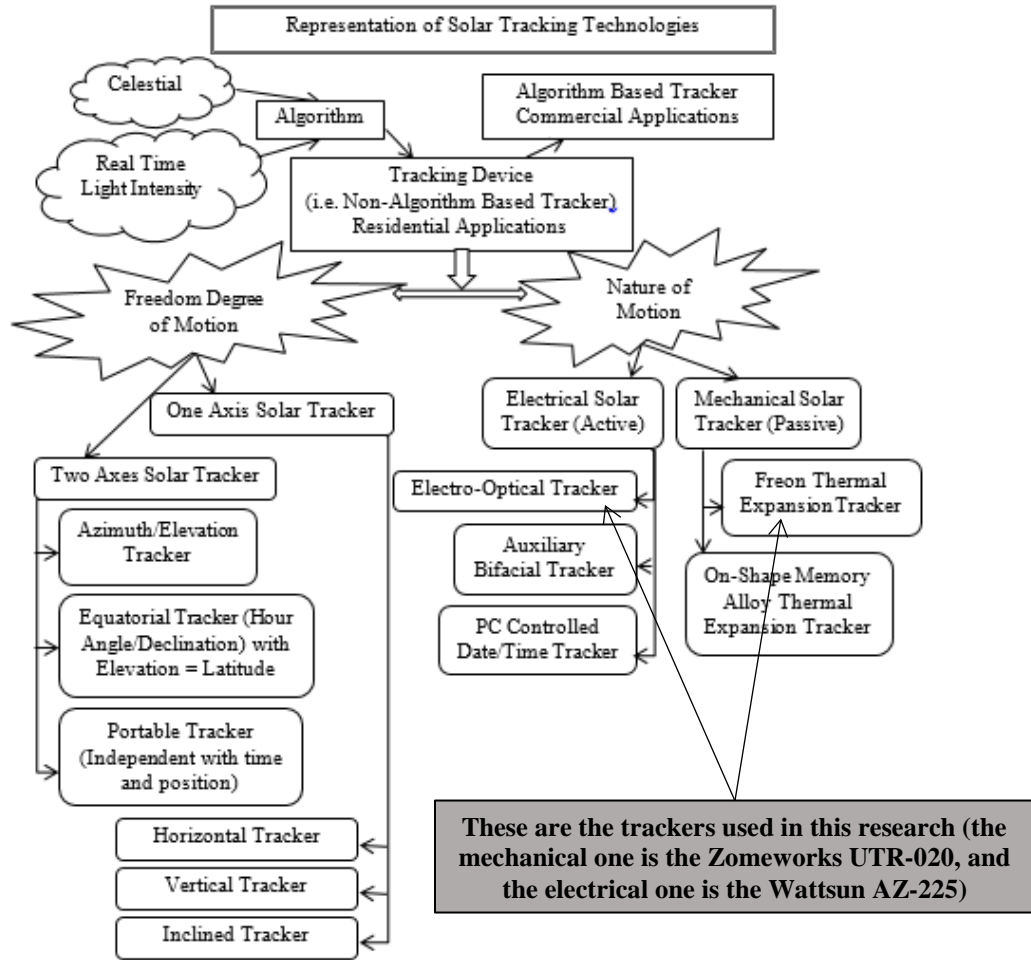 Representation of Solar Tracking Technologies
Celestial
Algorithm
Algorithm Based Tracker
Commercial Applications
Real Time
Light Intensity
Tracking Device
(i.e. Non-Algorithm Based Tracker)
Residential Applications
Freedom Degree
of Motion
Nature of
Motion
One Axis Solar Tracker
Electrical Solar
Tracker (Active)
Mechanical Solar
Tracker (Passive)
Two Axes Solar Tracker
Electro-Optical Tracker
Freon Thermal
Expansion Tracker
Azimuth/Elevation
Tracker
Auxiliary
Bifacial Tracker
On-Shape Memory
Alloy Thermal
Expansion Tracker
Equatorial Tracker (Hour
Angle/Declination) with
Elevation = Latitude
PC Controlled
Date/Time Tracker
Portable Tracker
(Independent with time
and position)
Horizontal Tracker
Vertical Tracker
Inclined Tracker
These are the trackers used in this research (the
mechanical one is the Zomeworks UTR-020, and
the electrical one is the Wattsun AZ-225)